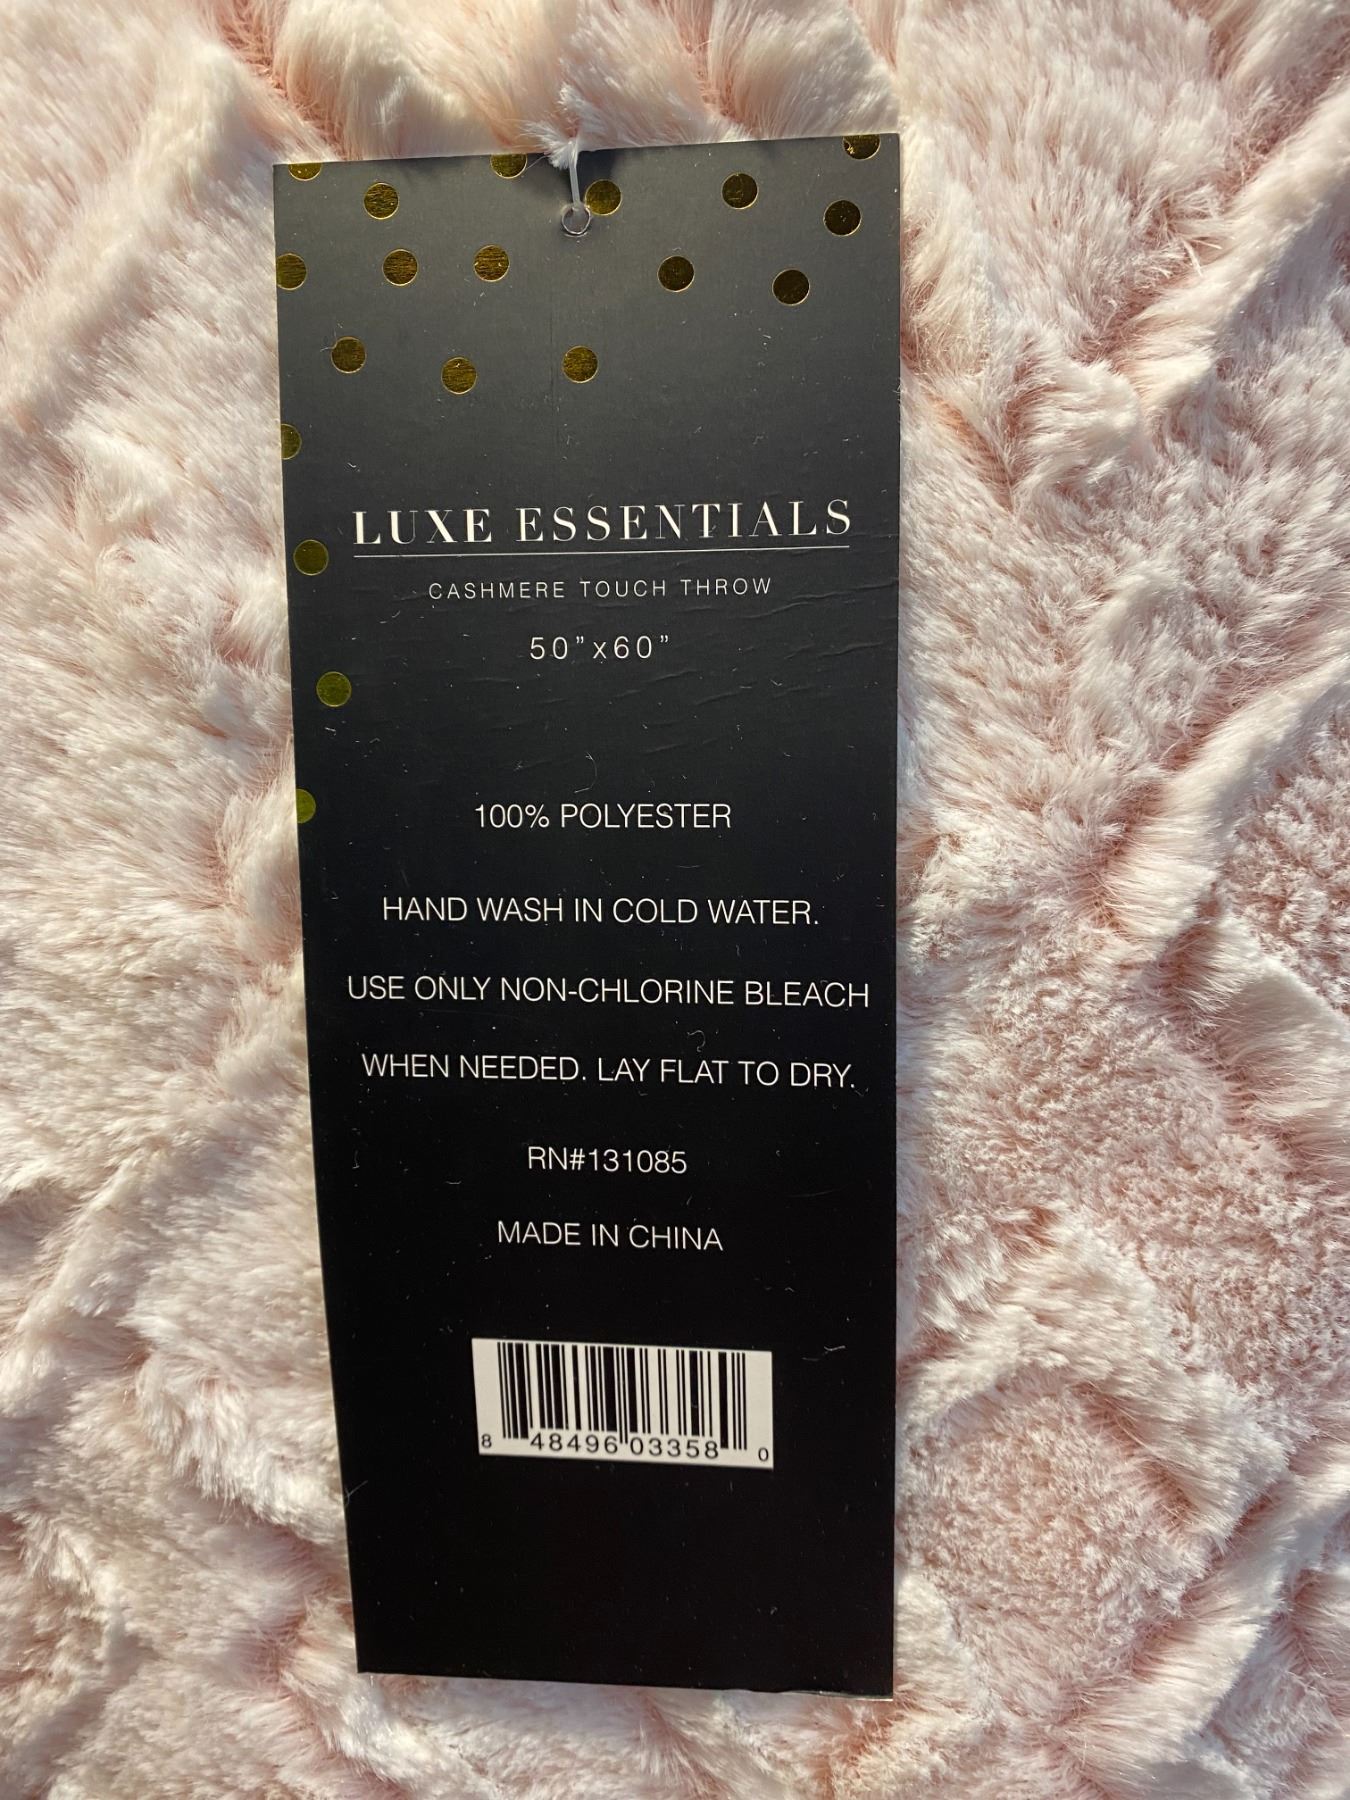 LUXE ESSENTIALS
CASHMERE TOUCH THROW
50”x60”
100% POLYESTER
HAND WASH IN COLD WATER.
USE ONLY NON-CHLORINE BLEACH
WHEN NEEDED. LAY FLAT TO DRY.
RN#131085
MADE IN CHINA
8 48496 03358 0